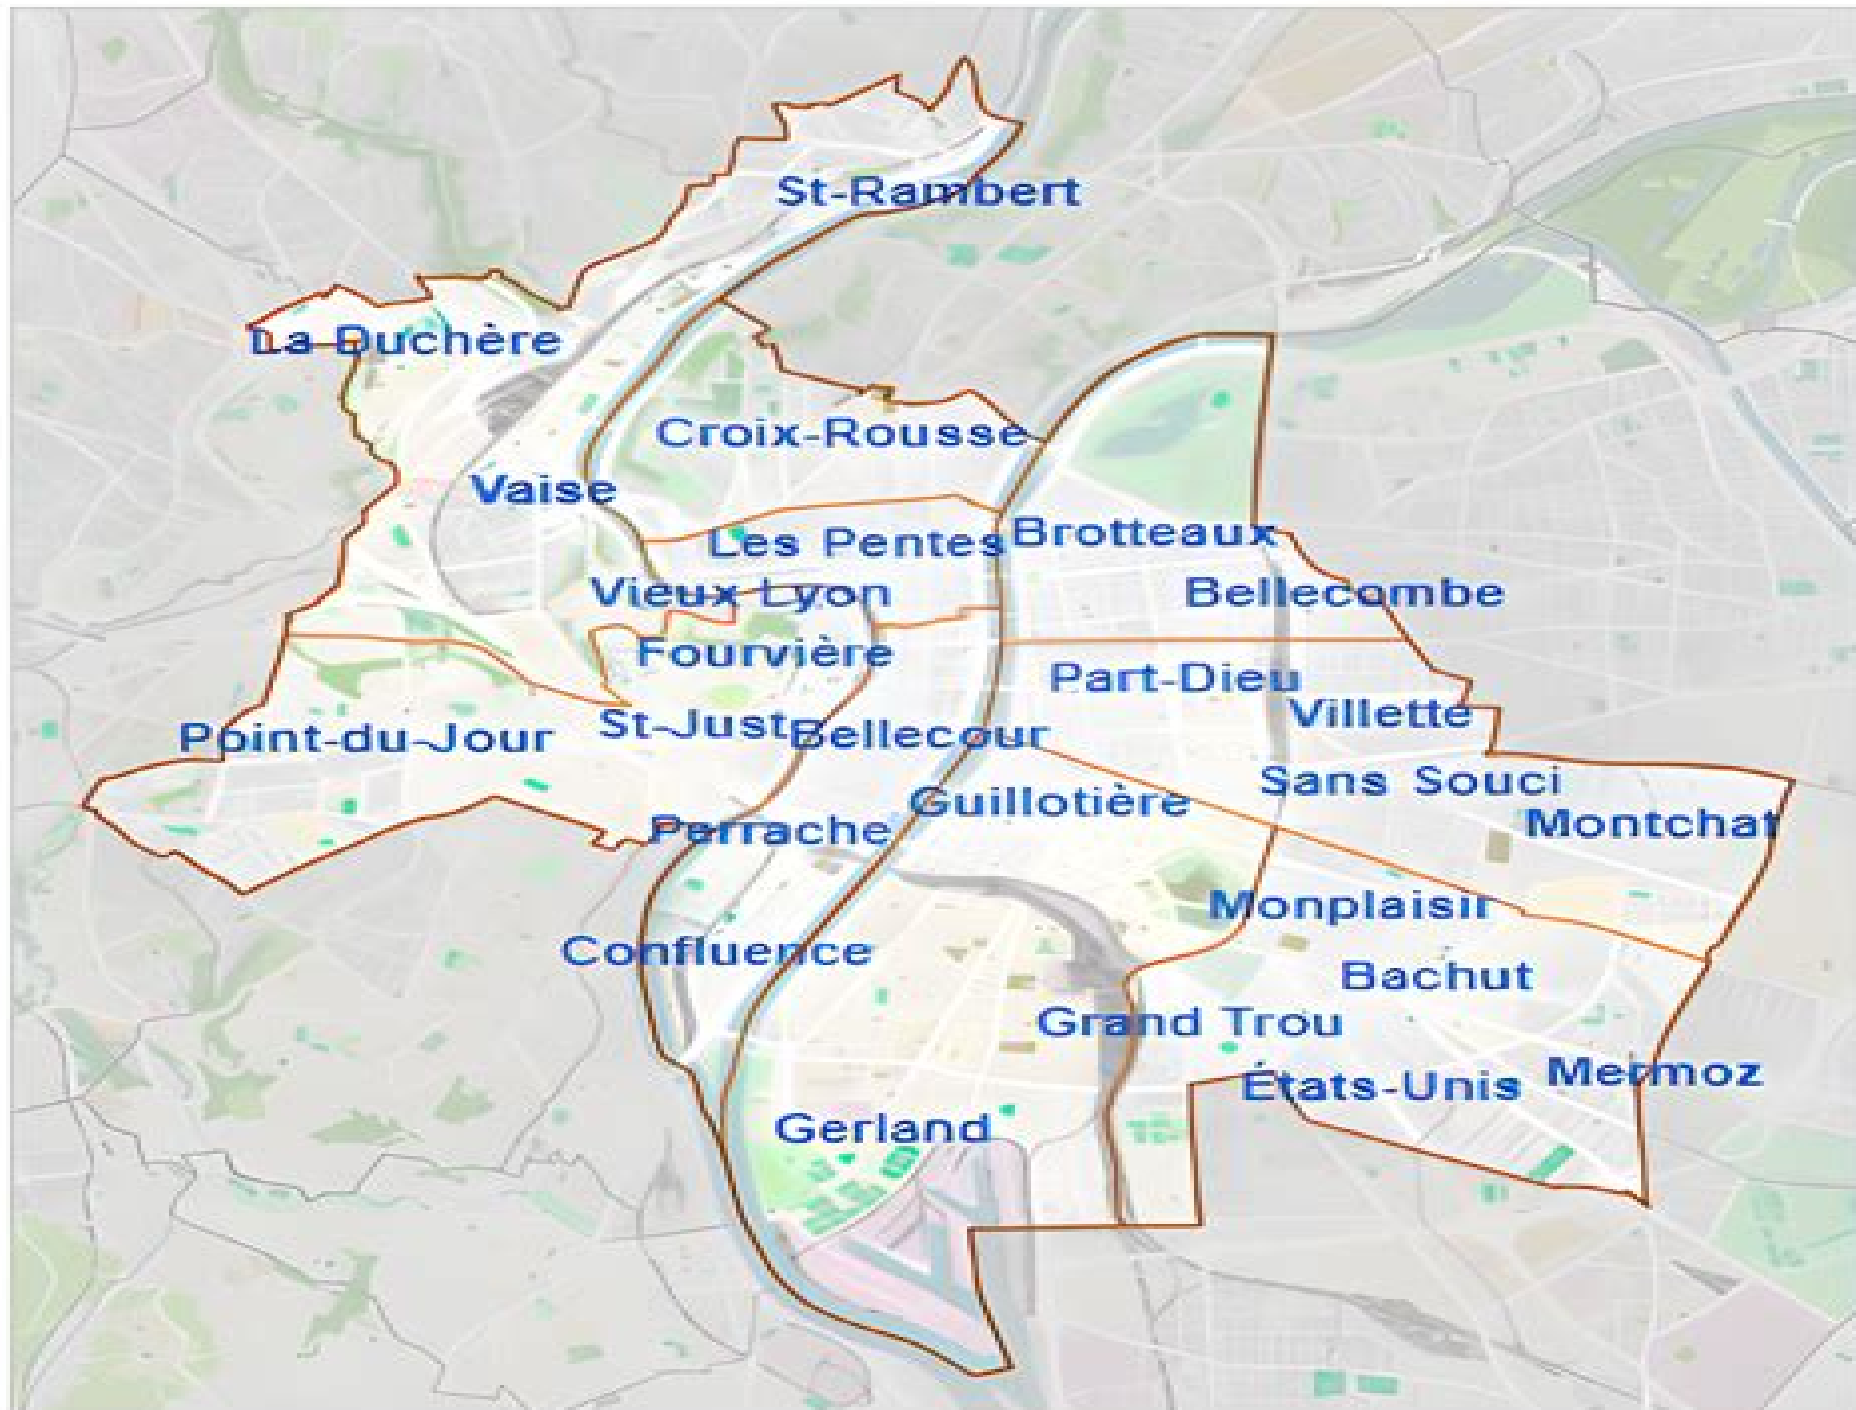 St-Rambert
La Duchère
Croix-Rousse
Vaise
Les Pentes
Brotteaux
Vieux Lyon
Bellecombe
Fourvière
Part-Dieu
Villette
St-Just
Bellecour
Point-du-Jour
Sans Souci
Guillotière
Montchat
Perrache
Monplaisir
Confluence
Bachut
Grand Trou
Mermoz
États-Unis
Gerland